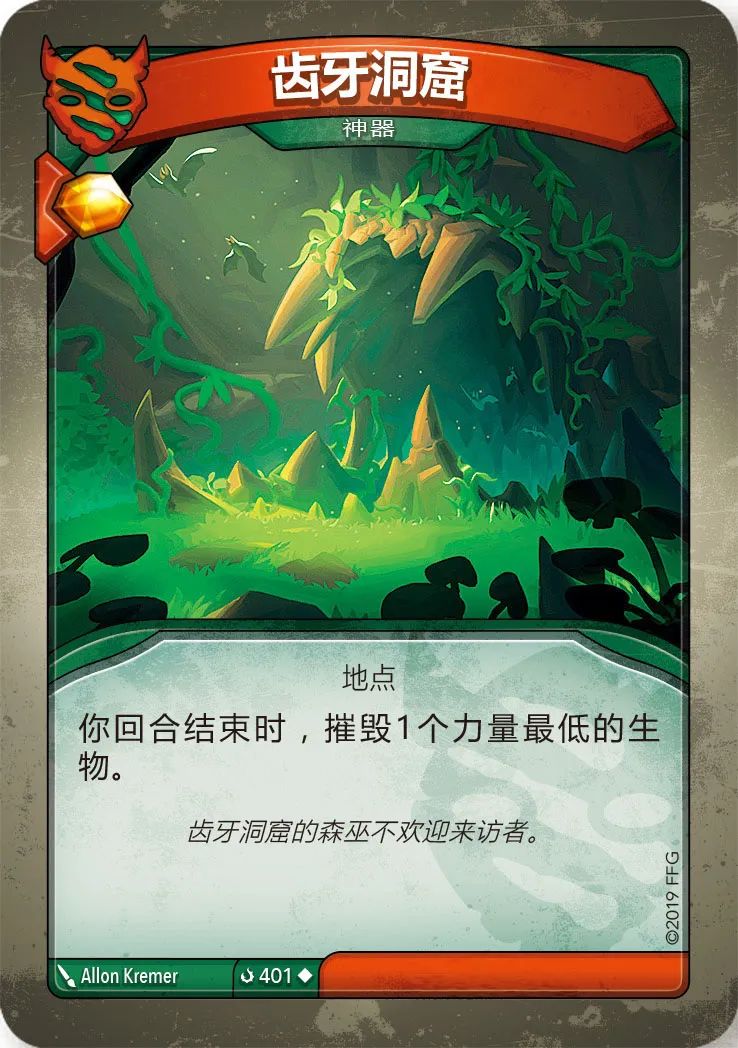 齿牙洞窟
神器
地点
你回合结束时，摧毁1个力量最低的生
物。
齿牙洞窟的森巫不欢迎来访者。
©2019 FFG
Allon Kremer
401